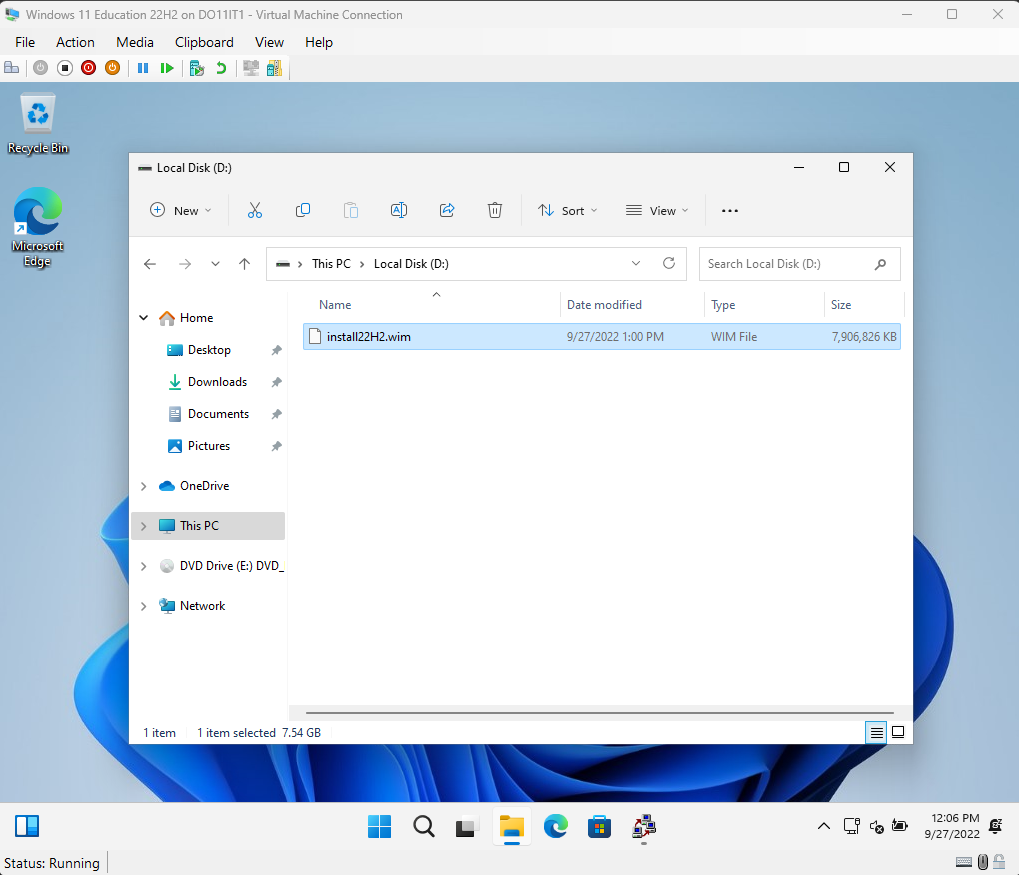 Windows 11 Education 22H2 on DO11IT1 - Virtual Machine Connection
File Action Media Clipboard View Help
Recycle Bin
Microsoft
Edge
Local Disk (D:)
New Sort View
This PC Local Disk (D:) Search Local Disk (D:)
Name Date modified Type Size
install22H2.wim 9/27/2022 1:00 PM WIM File 7,906,826 KB
Home
Desktop
Downloads
Documents
Pictures
OneDrive
This PC
DVD Drive (E:) DVD_
Network
1 item 1 item selected 7.54 GB
12:06 PM
9/27/2022
Status: Running